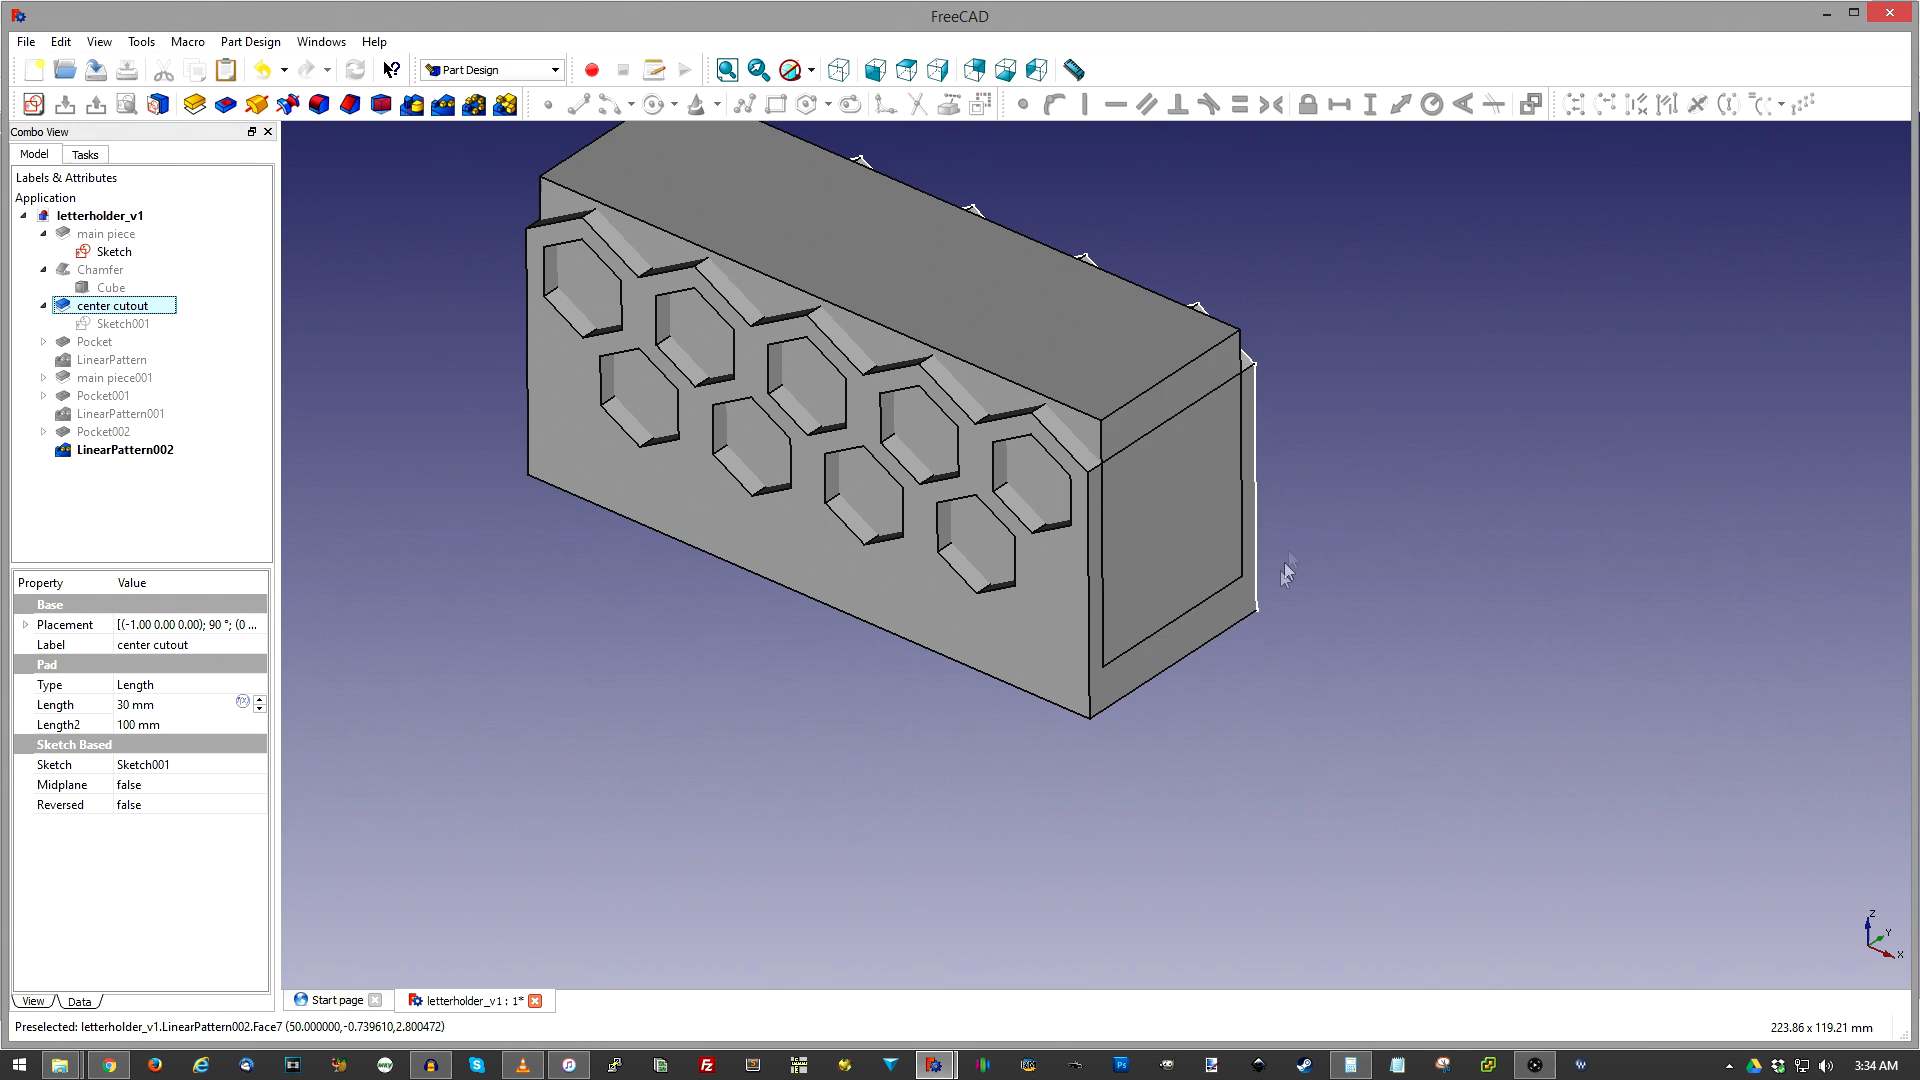 FreeCAD
File Edit View Tools Macro Part Design Windows Help
Part Design
Combo View
Model Tasks
Labels & Attributes
Application
letterholder_v1
main piece
Sketch
Chamfer
Cube
center cutout
Sketch001
Pocket
LinearPattern
main piece001
Pocket001
LinearPattern001
Pocket002
LinearPattern002
Property Value
Base
Placement [(-1.00 0.00 0.00); 90 °; (0 ...
Label center cutout
Pad
Type Length
Length 30 mm
Length2 100 mm
Sketch Based
Sketch Sketch001
Midplane false
Reversed false
Z
Y
X
View Data
Start page letterholder_v1 : 1*
Preselected: letterholder_v1.LinearPattern002.Face7 (50.000000,-0.739610,2.800472)
223.86 x 119.21 mm
3:34 AM